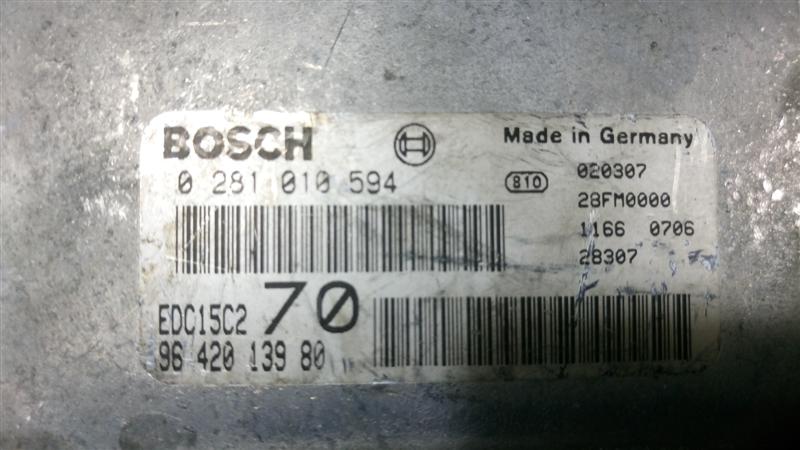 BOSCH
Made in Germany
0 281 010 594
810
020307
28FM0000
1166 0706
28307
EDC15C2 70
96 420 139 80